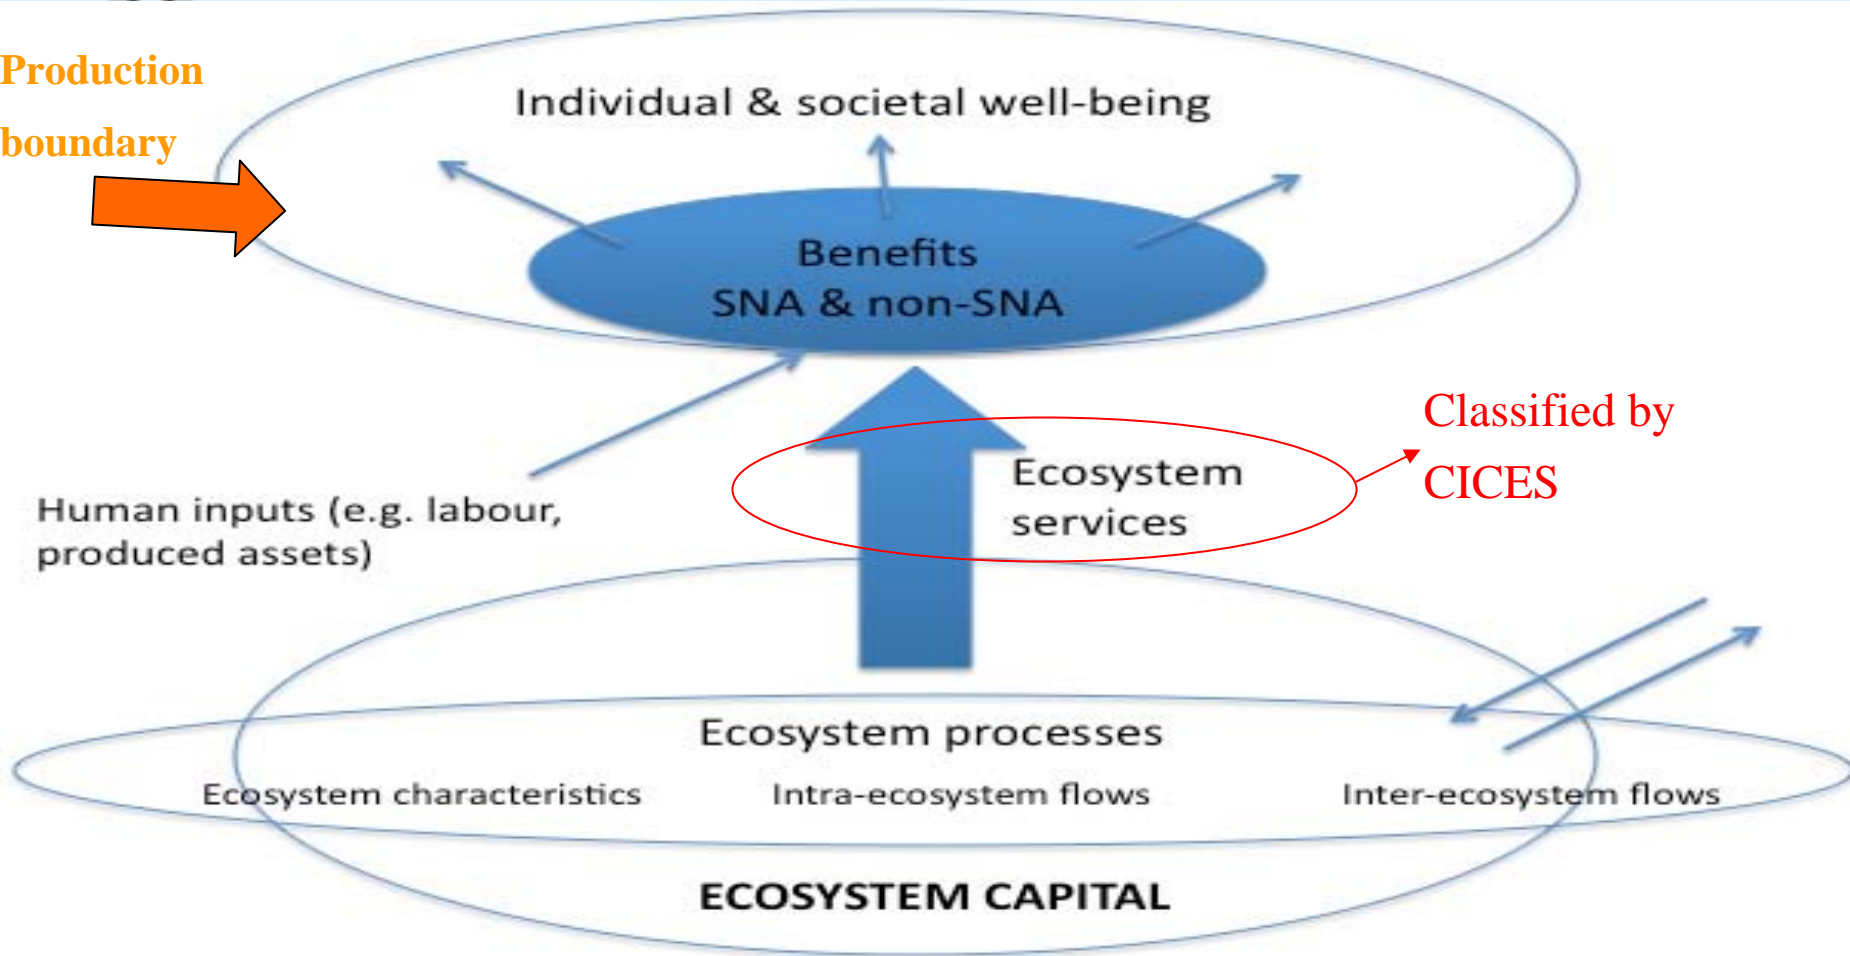 Production
boundary
Individual & societal well-being
Benefits
SNA & non-SNA
Classified by
CICES
Ecosystem
services
Human inputs (e.g. labour,
produced assets)
Ecosystem processes
Ecosystem characteristics
Intra-ecosystem flows
Inter-ecosystem flows
ECOSYSTEM CAPITAL